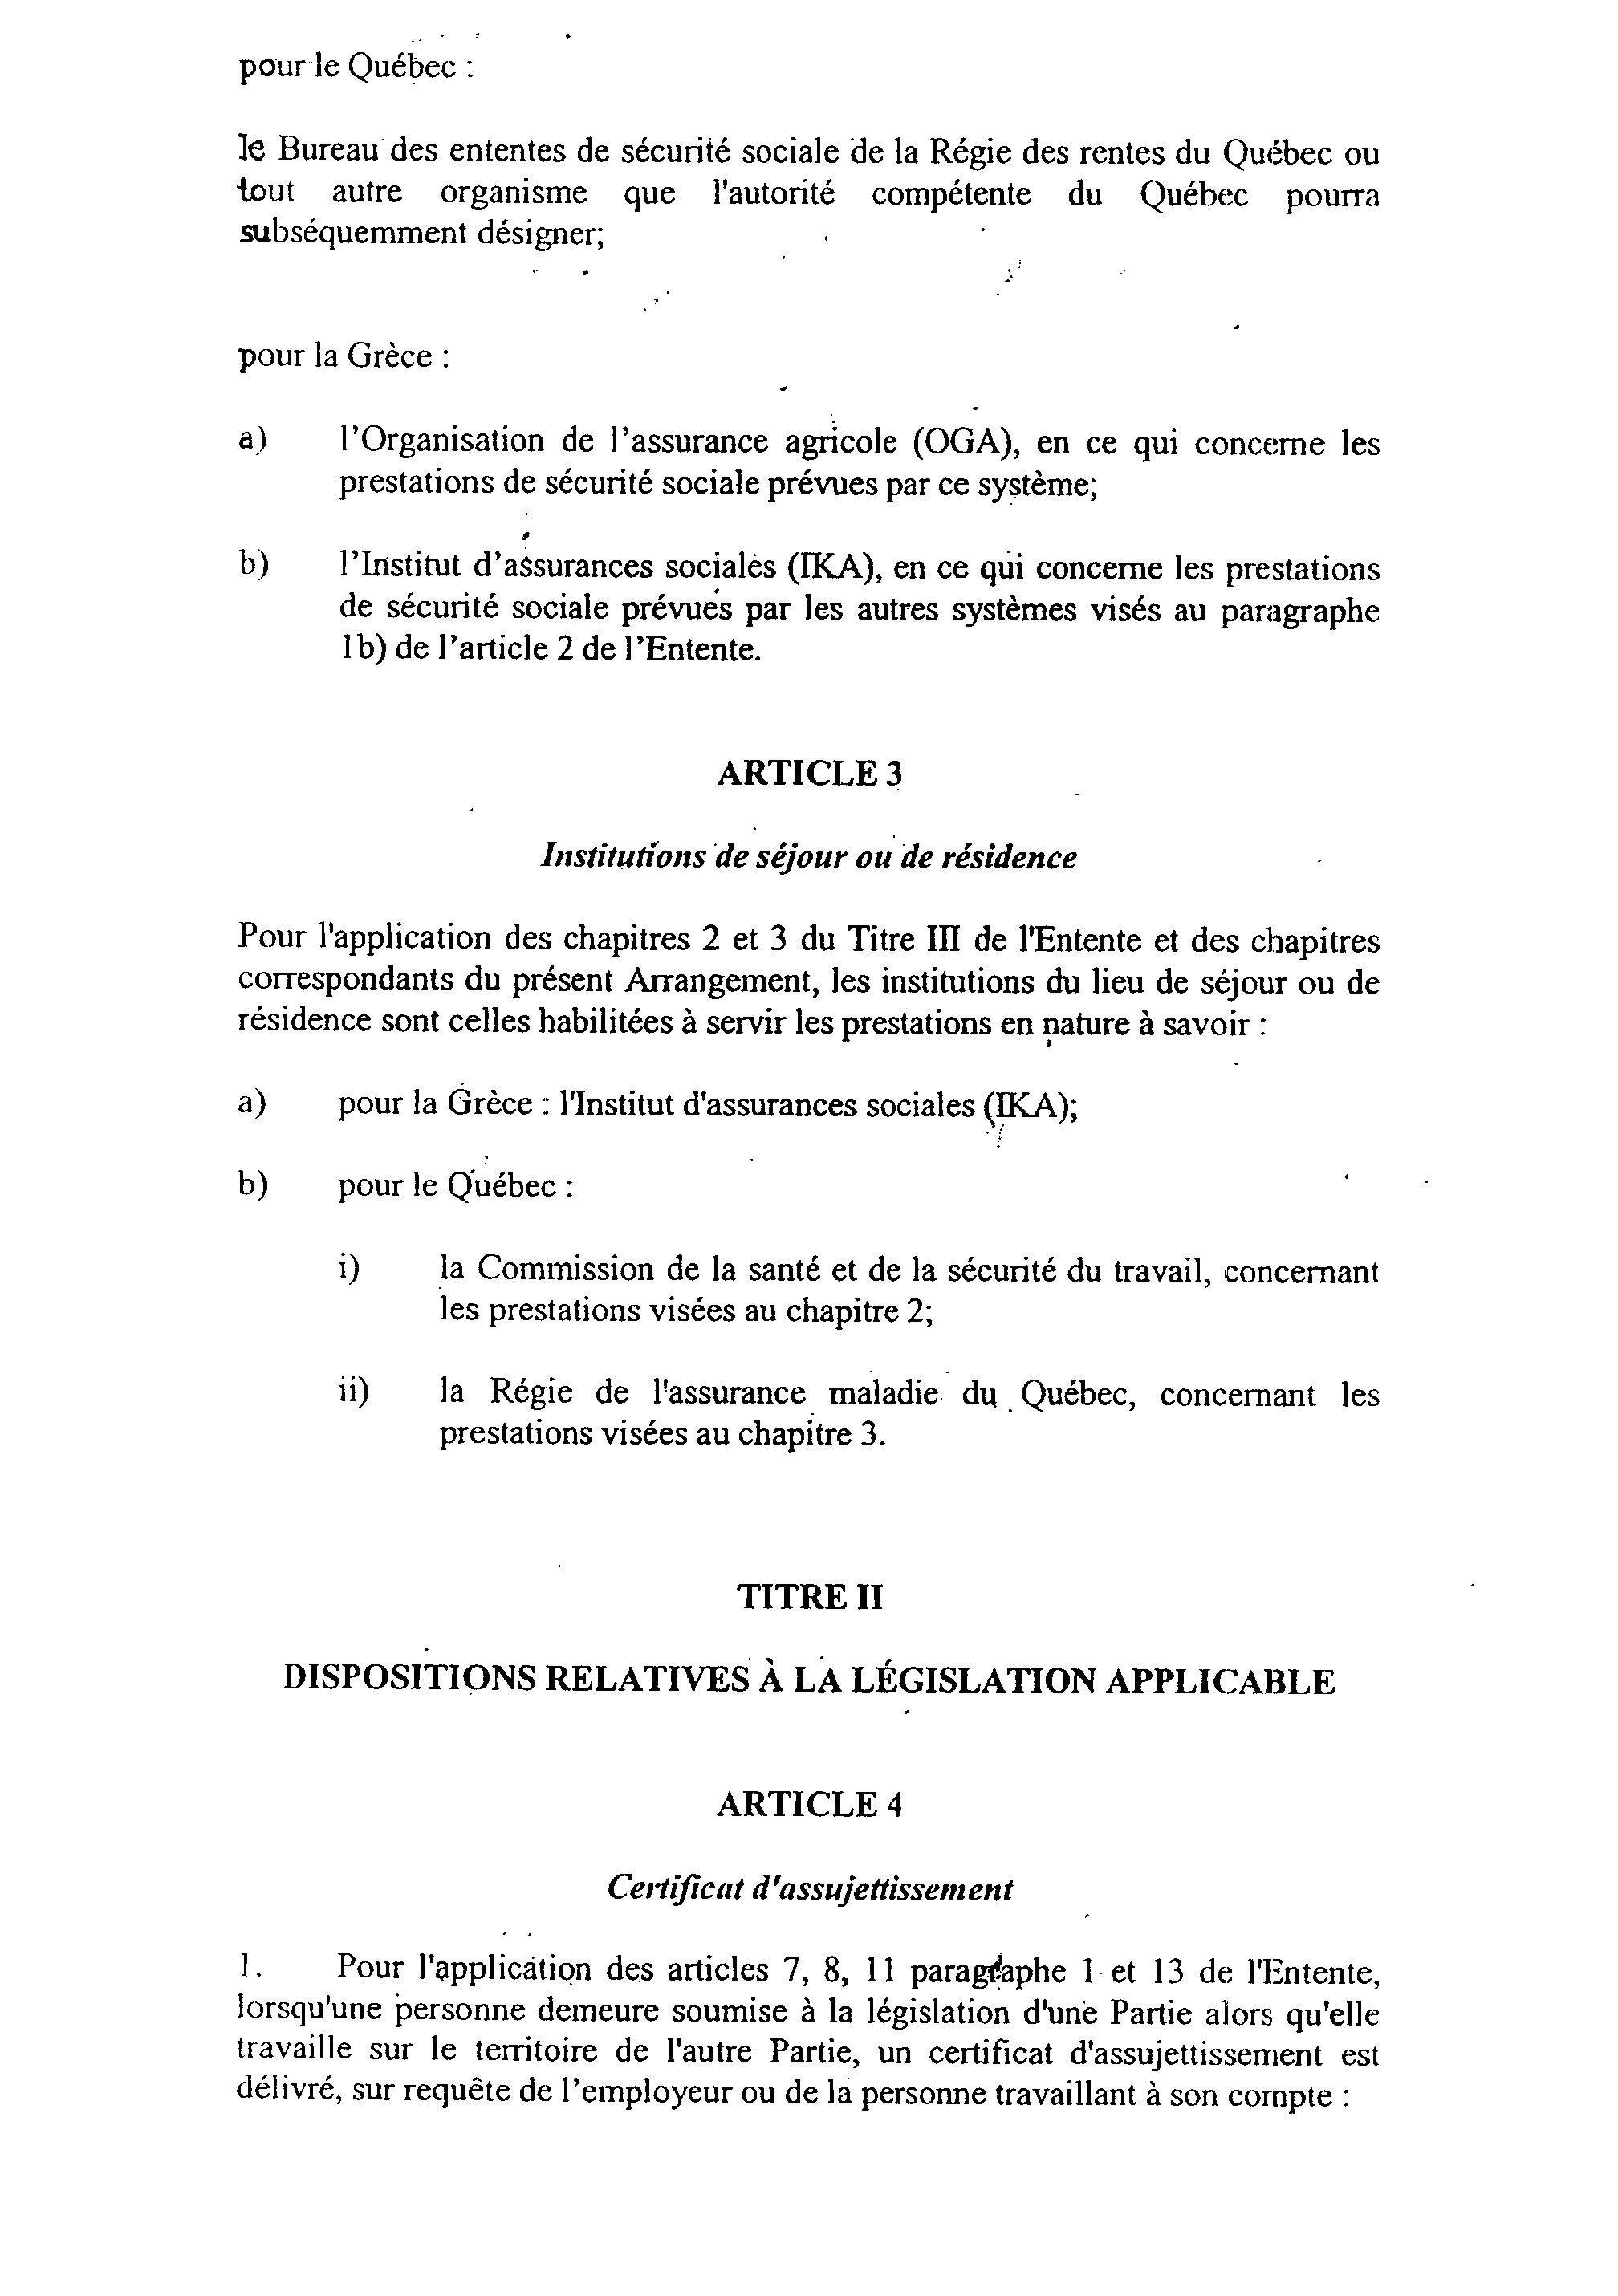 pour le Québec :
le Bureau des ententes de sécurité sociale de la Régie des rentes du Québec ou
tout autre organisme que l'autorité compétente du Québec pourra
subséquemment désigner;
pour la Grèce :
a) l'Organisation de l'assurance agricole (OGA), en ce qui concerne les
prestations de sécurité sociale prévues par ce système;
b) l'Institut d'assurances sociales (IKA), en ce qui concerne les prestations
de sécurité sociale prévues par les autres systèmes visés au paragraphe
1b) de l'article 2 de l'Entente.
ARTICLE 3
Institutions de séjour ou de résidence
Pour l'application des chapitres 2 et 3 du Titre III de l'Entente et des chapitres
correspondants du présent Arrangement, les institutions du lieu de séjour ou de
résidence sont celles habilitées à servir les prestations en nature à savoir :
a) pour la Grèce : l'Institut d'assurances sociales (IKA);
b) pour le Québec :
i) la Commission de la santé et de la sécurité du travail, concernant
les prestations visées au chapitre 2;
ii) la Régie de l'assurance maladie du Québec, concernant les
prestations visées au chapitre 3.
TITRE II
DISPOSITIONS RELATIVES À LA LÉGISLATION APPLICABLE
ARTICLE 4
Certificat d'assujettissement
1. Pour l'application des articles 7, 8, 11 paragraphe 1 et 13 de l'Entente,
lorsqu'une personne demeure soumise à la législation d'une Partie alors qu'elle
travaille sur le territoire de l'autre Partie, un certificat d'assujettissement est
délivré, sur requête de l'employeur ou de la personne travaillant à son compte :